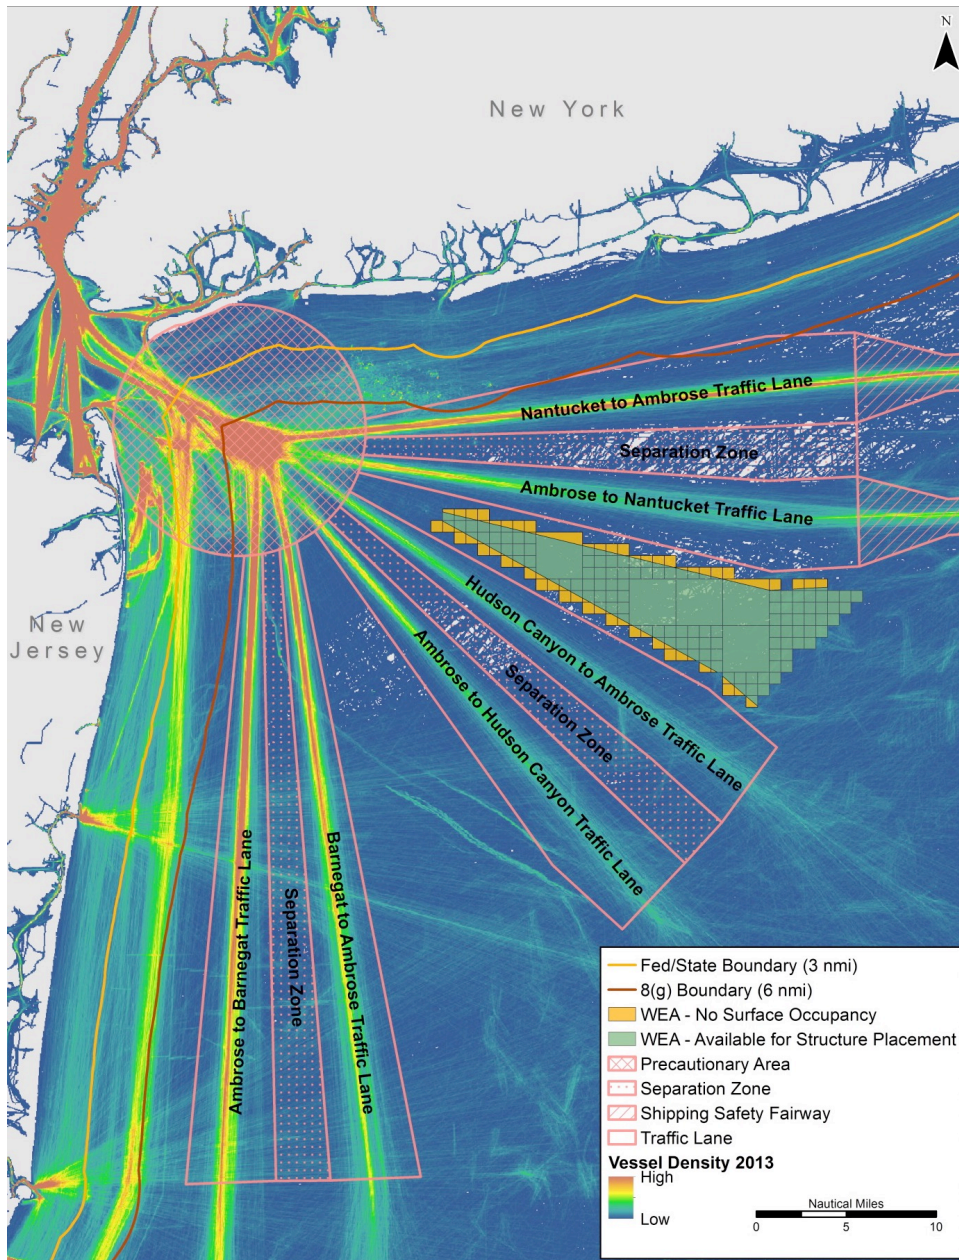 N
New York
Nantucket to Ambrose Traffic Lane
Separation Zone
Ambrose to Nantucket Traffic Lane
New
Jersey
Hudson Canyon to Ambrose Traffic Lane
Separation Zone
Ambrose to Hudson Canyon Traffic Lane
Barnegat to Ambrose Traffic Lane
Separation Zone
Ambrose to Barnegat Traffic Lane
Fed/State Boundary (3 nmi)
8(g) Boundary (6 nmi)
WEA - No Surface Occupancy
WEA - Available for Structure Placement
Precautionary Area
Separation Zone
Shipping Safety Fairway
Traffic Lane
Vessel Density 2013
High
Low
Nautical Miles
0 5 10